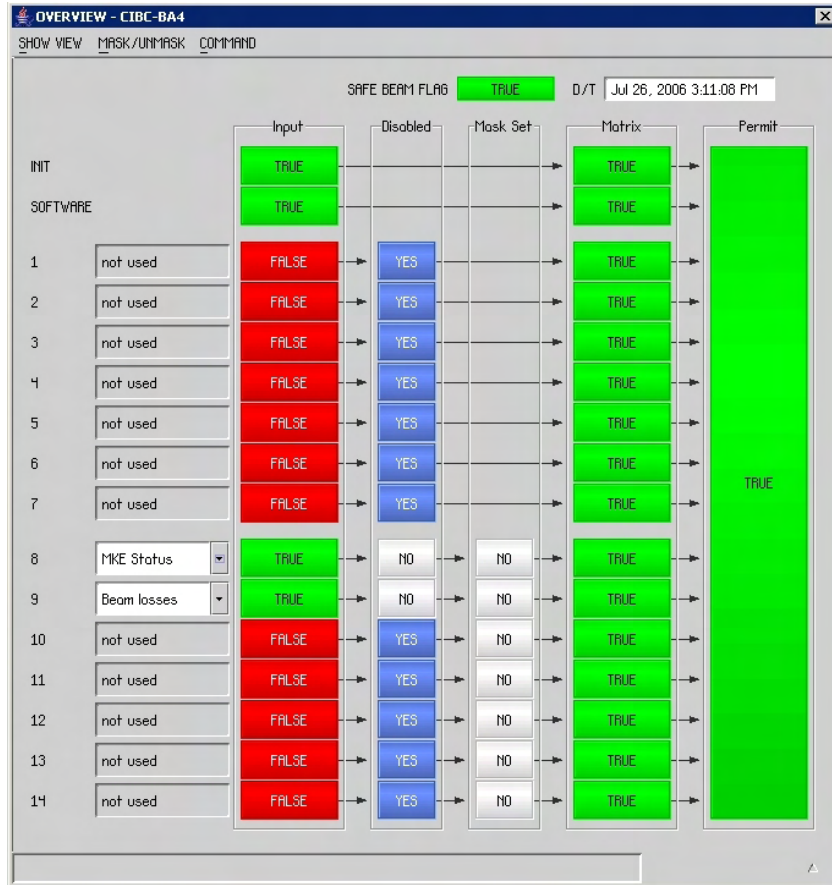 OVERVIEW - CIBC-BA4
SHOW VIEW MASK/UNMASK COMMAND
SAFE BEAM FLAG TRUE D/T Jul 26, 2006 3:11:08 PM
Input Disabled Mask Set Matrix Permit
INIT TRUE TRUE
SOFTWARE TRUE TRUE
1 not used FALSE YES TRUE
2 not used FALSE YES TRUE
3 not used FALSE YES TRUE
4 not used FALSE YES TRUE
5 not used FALSE YES TRUE
6 not used FALSE YES TRUE
TRUE
7 not used FALSE YES TRUE
8 MKE Status TRUE NO NO TRUE
9 Beam losses TRUE NO NO TRUE
10 not used FALSE YES NO TRUE
11 not used FALSE YES NO TRUE
12 not used FALSE YES NO TRUE
13 not used FALSE YES NO TRUE
14 not used FALSE YES NO TRUE